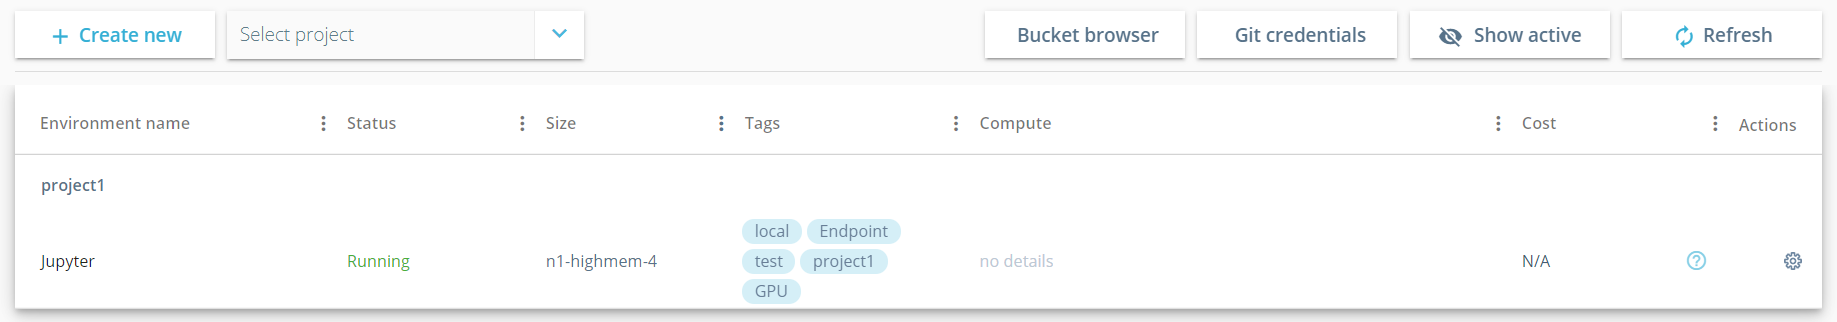 Create new
Select project
Bucket browser
Git credentials
Show active
Refresh
Environment name
Status
Size
Tags
Compute
Cost
Actions
project1
Jupyter
Running
n1-highmem-4
local Endpoint
test project1
GPU
no details
N/A